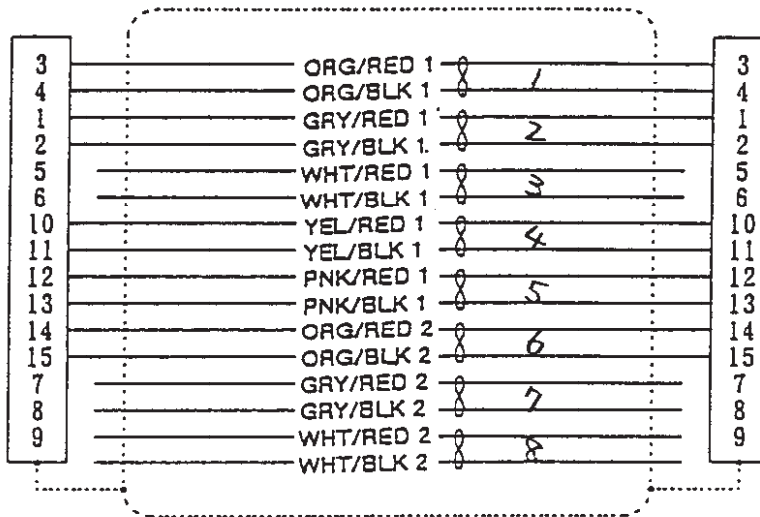 3 ORG/RED 1 3
4 ORG/BLK 1 1 4
1 GRY/RED 1 1
2 GRY/BLK 1. 2 2
5 WHT/RED 1 5
6 WHT/BLK 1 3 6
10 YEL/RED 1 10
11 YEL/BLK 1 4 11
12 PNK/RED 1 12
13 PNK/BLK 1 5 13
14 ORG/RED 2 14
15 ORG/BLK 2 6 15
7 GRY/RED 2 7
8 GRY/BLK 2 7 8
9 WHT/RED 2 9
WHT/BLK 2 8